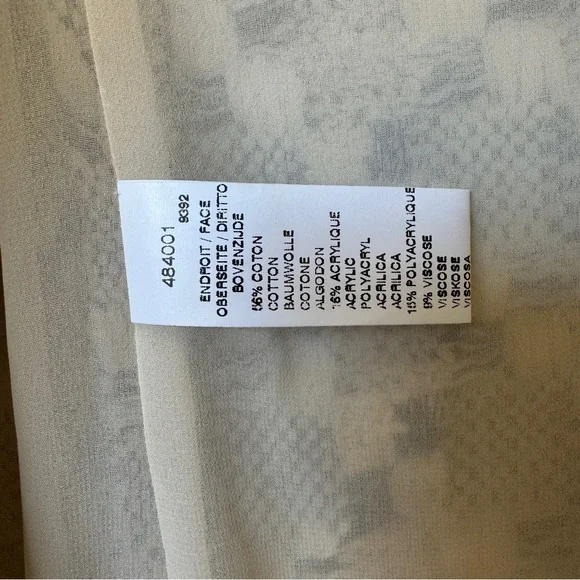 484001
9392
ENDROIT / FACE
OBERSEITE / DIRITTO
BOVENZIJDE
56% COTON
COTTON
BAUMWOLLE
COTONE
ALGODON
16% ACRYLIQUE
ACRYLIC
POLYACRYL
ACRILICA
ACRILICA
15% POLYACRYLIQUE
9% VISCOSE
VISCOSE
VISKOSE
VISCOSA